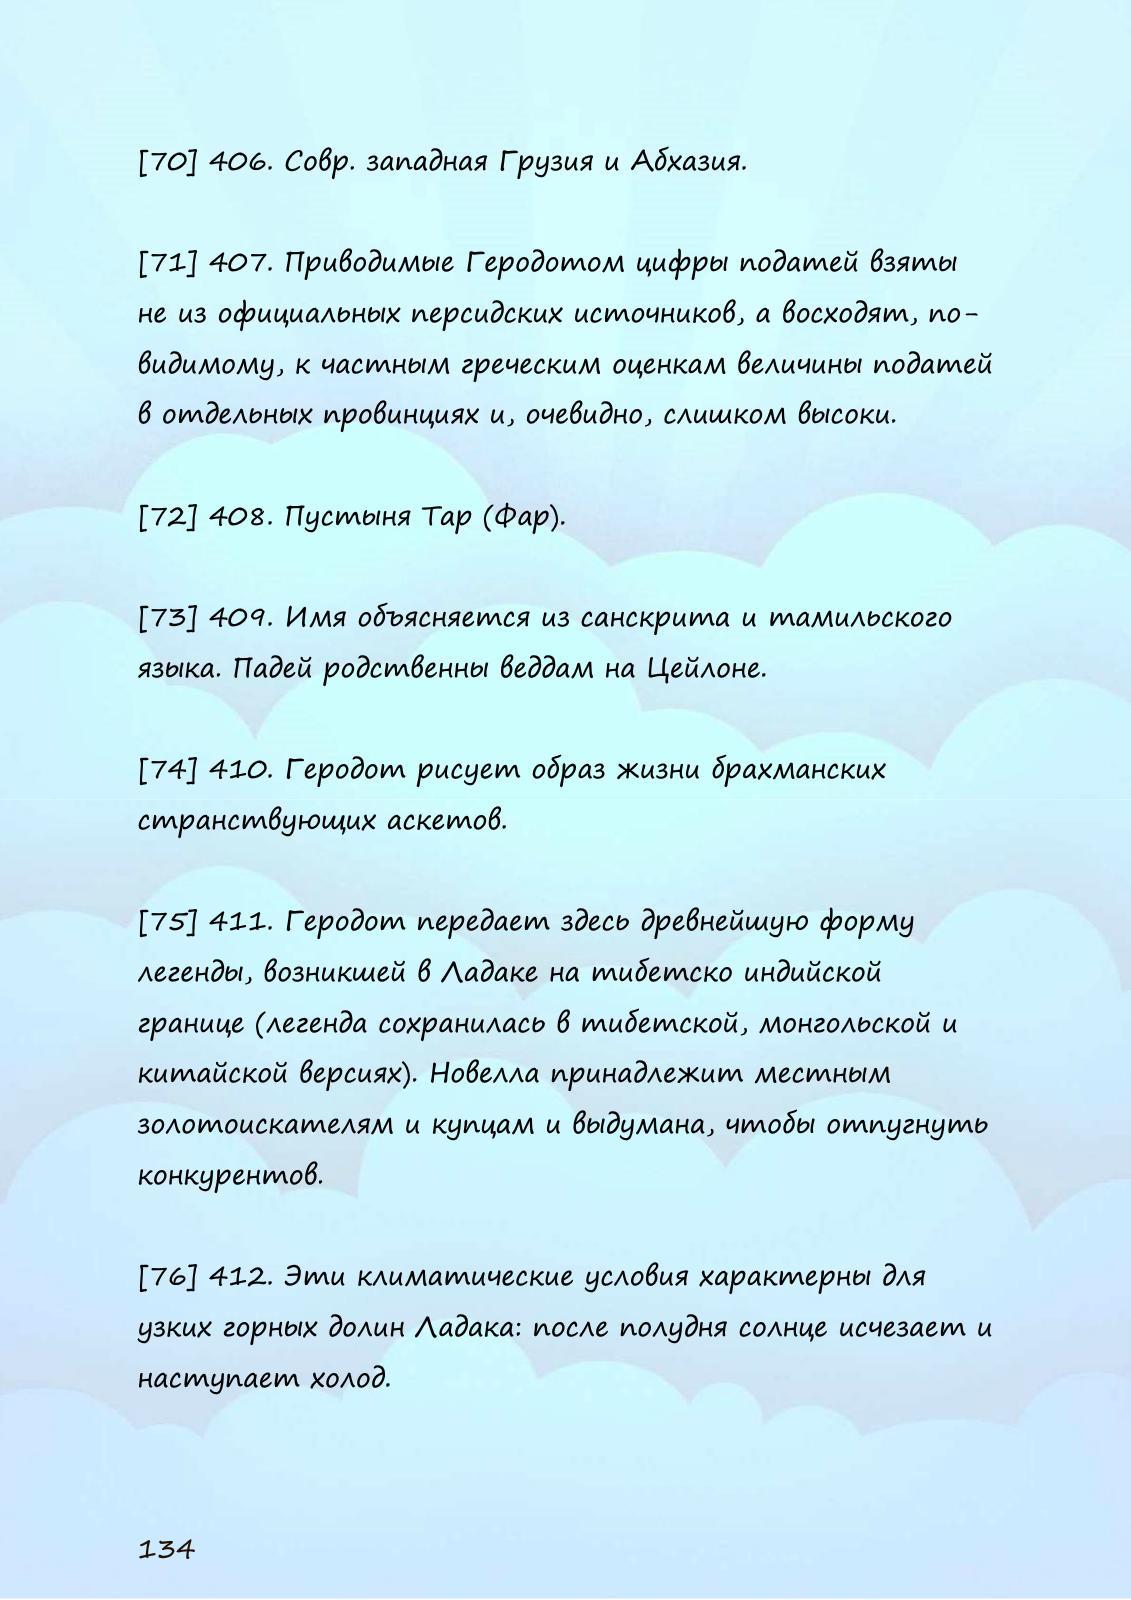 [70] 406. Совр. западная Грузия и Абхазия.
[71] 407. Приводимые Геродотом цифры податей взяты
не из официальных персидских источников, а восходят, по-
видимому, к частным греческим оценкам величины податей
в отдельных провинциях и, очевидно, слишком высоки.
[72] 408. Пустыня Тар (Фар).
[73] 409. Имя объясняется из санскрита и тамильского
языка. Падей родственны веддам на Цейлоне.
[74] 410. Геродот рисует образ жизни брахманских
странствующих аскетов.
[75] 411. Геродот передает здесь древнейшую форму
легенды, возникшей в Ладаке на тибетско индийской
границе (легенда сохранилась в тибетской, монгольской и
китайской версиях). Новелла принадлежит местным
золотоискателям и купцам и выдумана, чтобы отпугнуть
конкурентов.
[76] 412. Эти климатические условия характерны для
узких горных долин Ладака: после полудня солнце исчезает и
наступает холод.
134